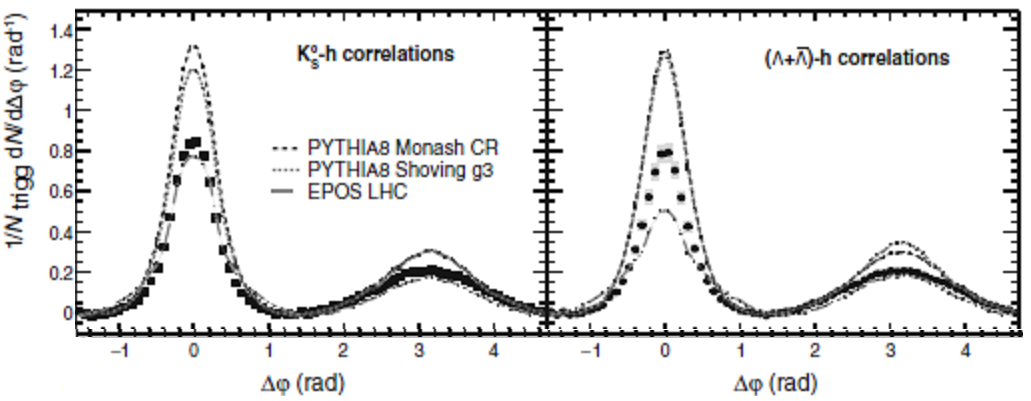 1/N trigg dN/dΔφ (rad⁻¹)
1.4
1.2
1
0.8
0.6
0.4
0.2
0
K⁰s-h correlations
PYTHIA8 Monash CR
PYTHIA8 Shoving g3
EPOS LHC
(Λ+Λ̅)-h correlations
−1 0 1 2 3 4
−1 0 1 2 3 4
Δφ (rad)
Δφ (rad)